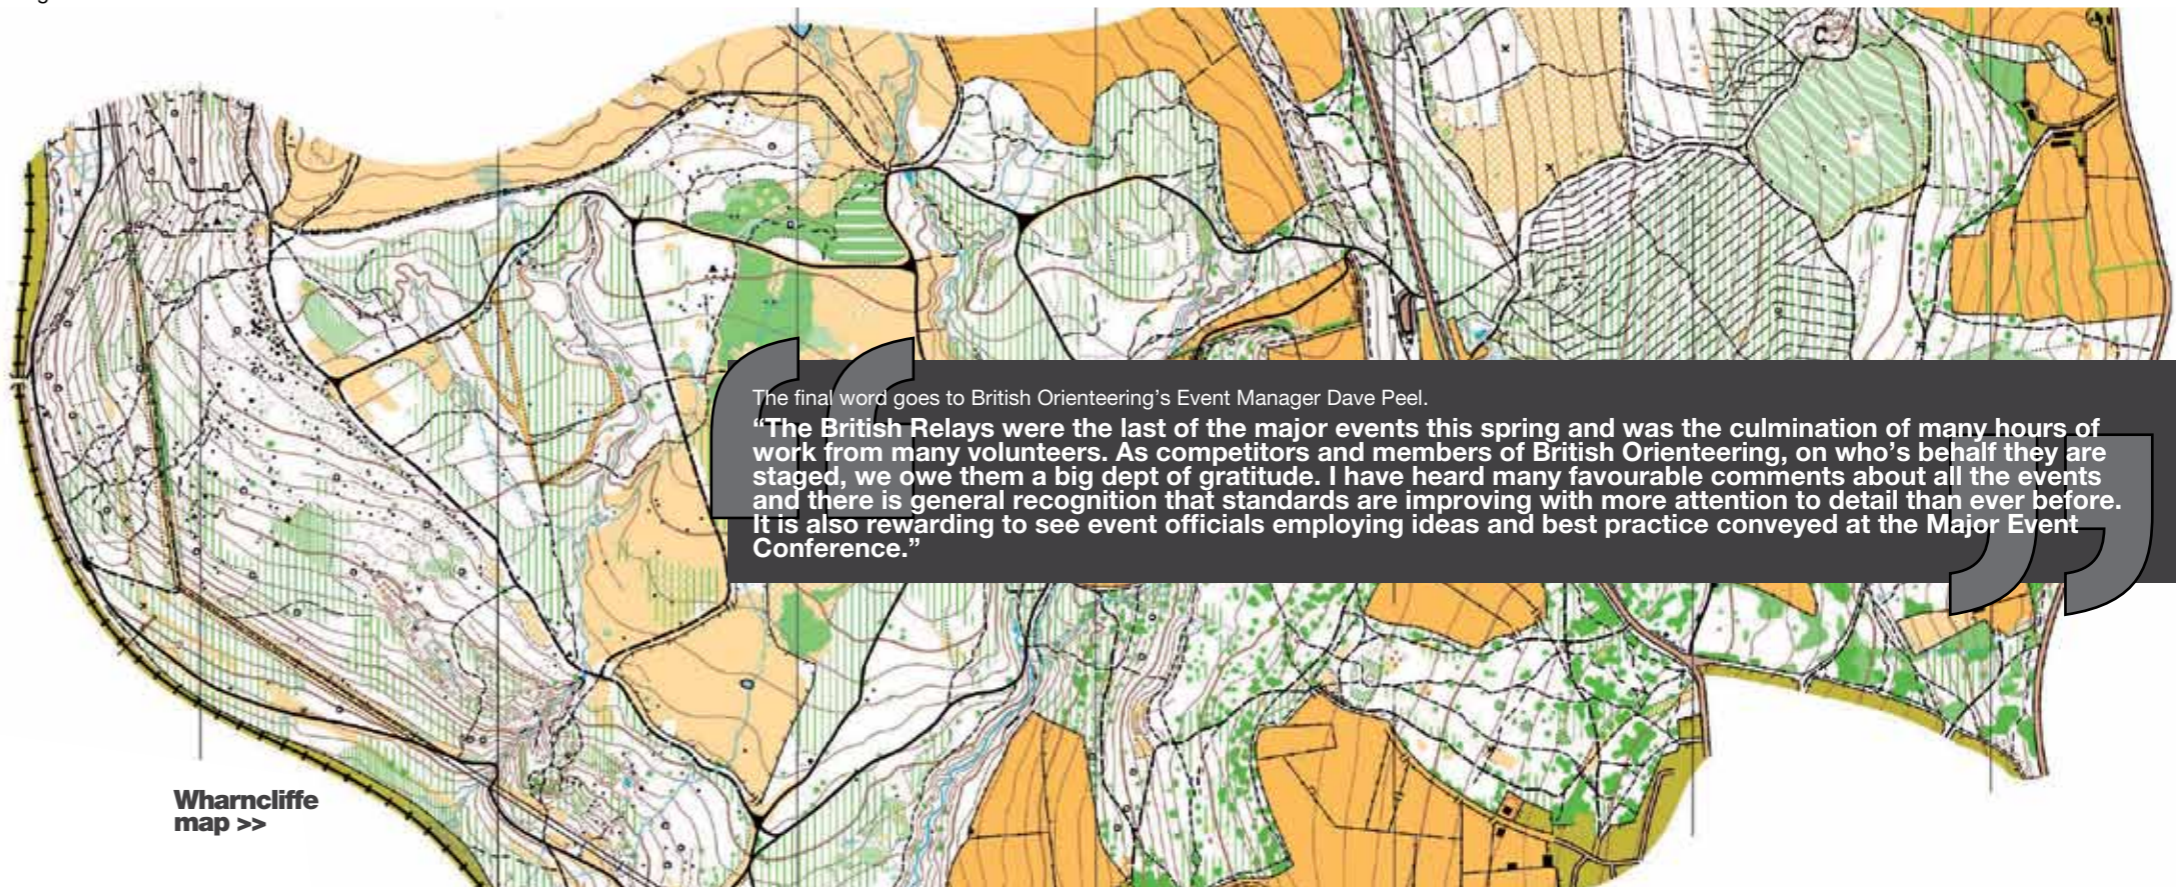 The final word goes to British Orienteering's Event Manager Dave Peel.
“The British Relays were the last of the major events this spring and was the culmination of many hours of
work from many volunteers. As competitors and members of British Orienteering, on who’s behalf they are
staged, we owe them a big dept of gratitude. I have heard many favourable comments about all the events
and there is general recognition that standards are improving with more attention to detail than ever before.
It is also rewarding to see event officials employing ideas and best practice conveyed at the Major Event
Conference.”
Wharncliffe
map >>